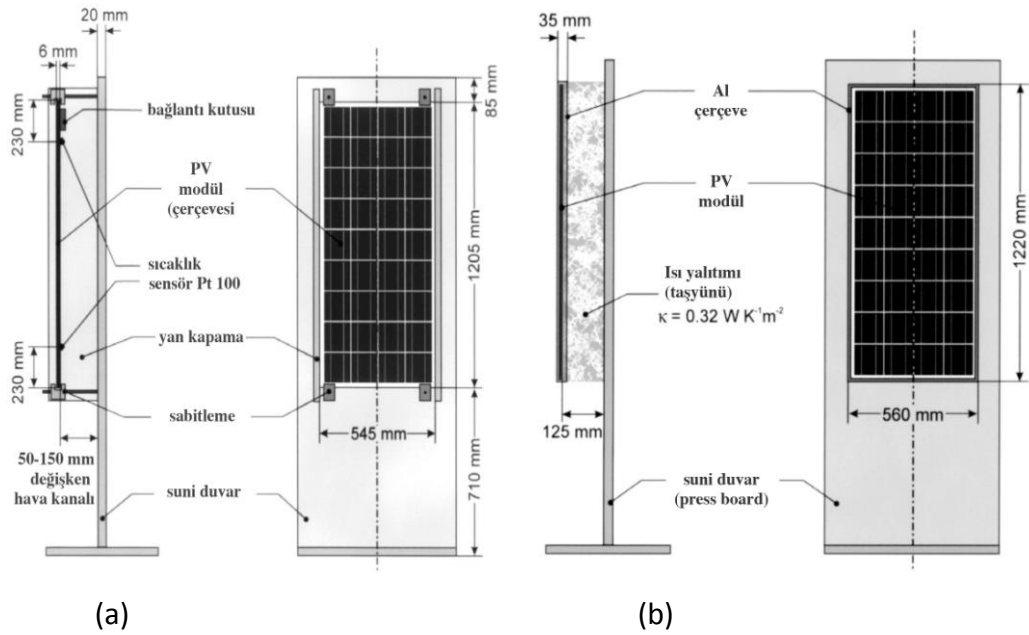 20 mm
6 mm
bağlantı kutusu
230 mm
PV
modül
(çerçevesi
sıcaklık
sensör Pt 100
yan kapama
230 mm
sabitleme
50-150 mm
değişken
hava kanalı
suni duvar
85 mm
1205 mm
545 mm
710 mm
(a)
35 mm
Al
çerçeve
PV
modül
Isı yalıtımı
(taşyünü)
κ = 0.32 W K⁻¹m⁻²
125 mm
suni duvar
(press board)
1220 mm
560 mm
(b)